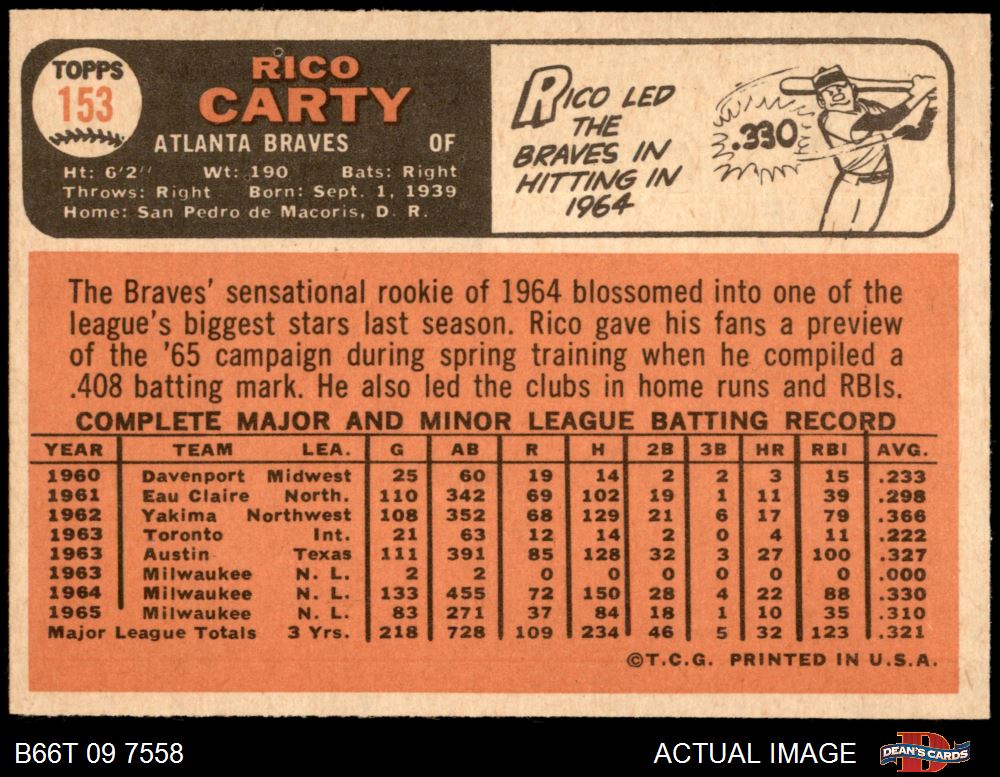 TOPPS
153
RICO
CARTY
ATLANTA BRAVES OF
Ht: 6'2" Wt: 190 Bats: Right
Throws: Right Born: Sept. 1, 1939
Home: San Pedro de Macoris, D. R.
RICO LED
THE
BRAVES IN
HITTING IN
1964
.330
The Braves' sensational rookie of 1964 blossomed into one of the
league's biggest stars last season. Rico gave his fans a preview
of the '65 campaign during spring training when he compiled a
.408 batting mark. He also led the clubs in home runs and RBIs.
COMPLETE MAJOR AND MINOR LEAGUE BATTING RECORD
YEAR TEAM LEA. G AB R H 2B 3B HR RBI AVG.
1960 Davenport Midwest 25 60 19 14 2 2 3 15 .233
1961 Eau Claire North. 110 342 69 102 19 1 11 39 .298
1962 Yakima Northwest 108 352 68 129 21 6 17 79 .366
1963 Toronto Int. 21 63 12 14 2 0 4 11 .222
1963 Austin Texas 111 391 85 128 32 3 27 100 .327
1963 Milwaukee N. L. 2 2 0 0 0 0 0 0 .000
1964 Milwaukee N. L. 133 455 72 150 28 4 22 88 .330
1965 Milwaukee N. L. 83 271 37 84 18 1 10 35 .310
Major League Totals 3 Yrs. 218 728 109 234 46 5 32 123 .321
©T.C.G. PRINTED IN U.S.A.
B66T 09 7558 ACTUAL IMAGE DEAN'S CARDS